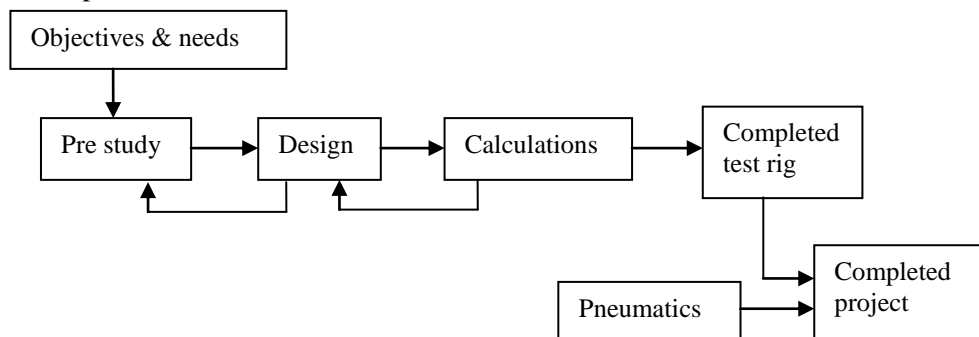 Objectives & needs
Pre study
Design
Calculations
Completed
test rig
Completed
project
Pneumatics